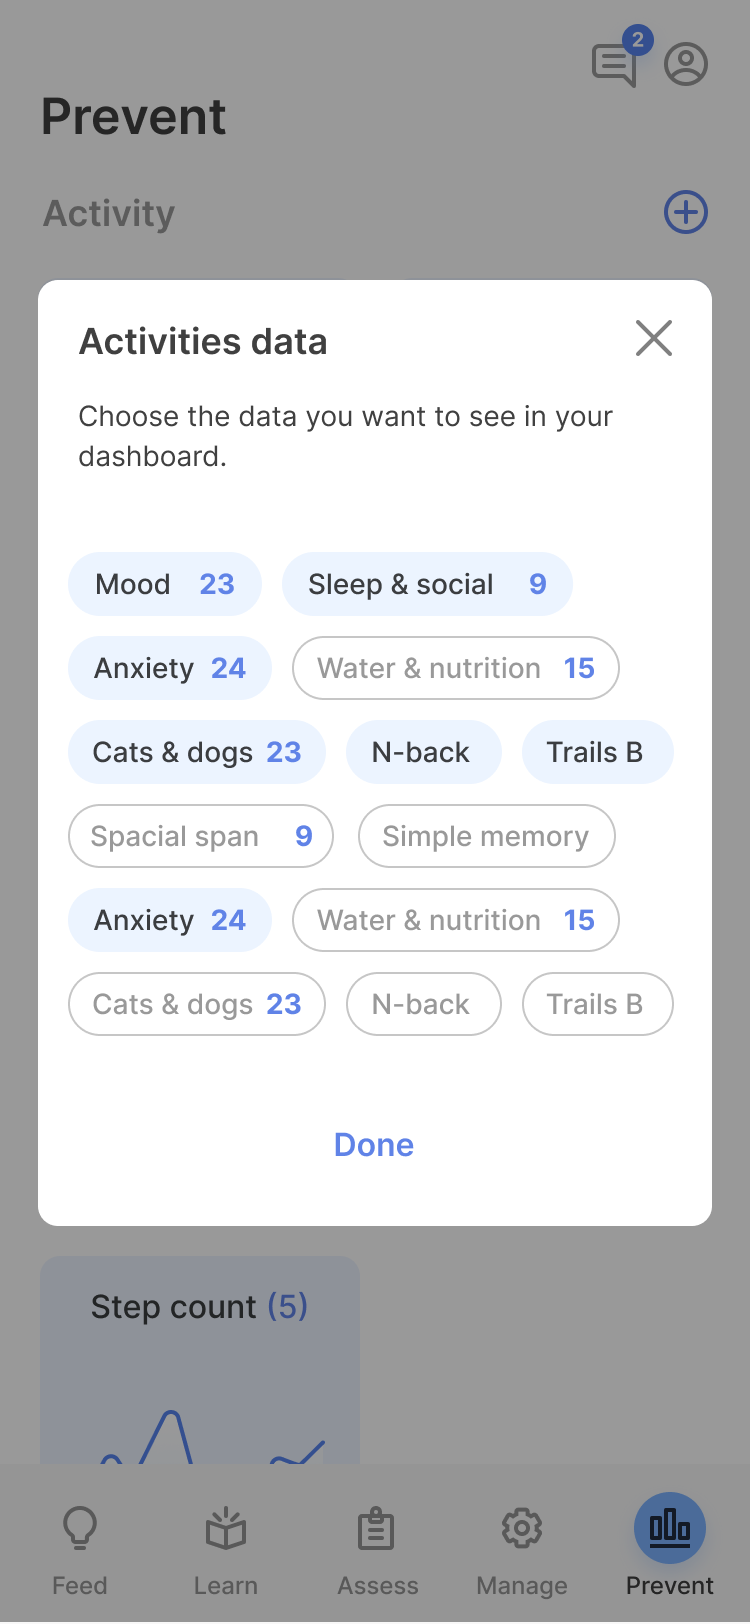 2
Prevent
Activity
Activities data
Choose the data you want to see in your
dashboard.
Mood 23 Sleep & social 9
Anxiety 24 Water & nutrition 15
Cats & dogs 23 N-back Trails B
Spacial span 9 Simple memory
Anxiety 24 Water & nutrition 15
Cats & dogs 23 N-back Trails B
Done
Step count (5)
Feed Learn Assess Manage Prevent